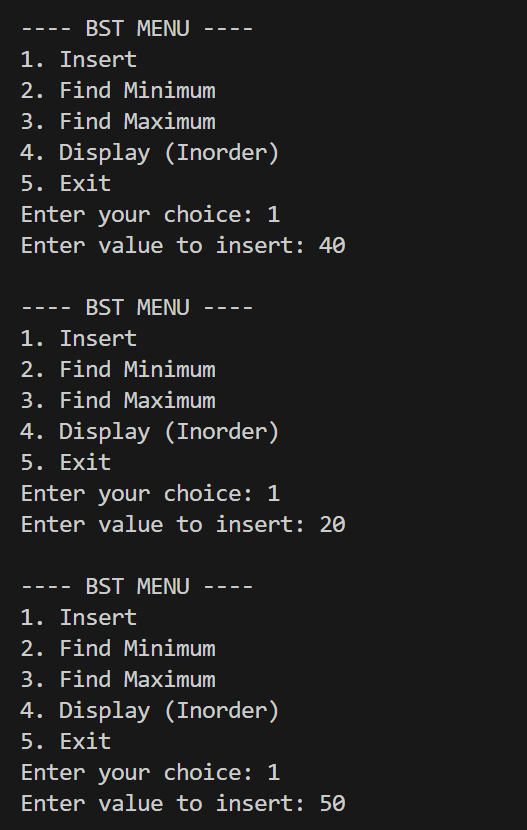 ---- BST MENU ----
1. Insert
2. Find Minimum
3. Find Maximum
4. Display (Inorder)
5. Exit
Enter your choice: 1
Enter value to insert: 40

---- BST MENU ----
1. Insert
2. Find Minimum
3. Find Maximum
4. Display (Inorder)
5. Exit
Enter your choice: 1
Enter value to insert: 20

---- BST MENU ----
1. Insert
2. Find Minimum
3. Find Maximum
4. Display (Inorder)
5. Exit
Enter your choice: 1
Enter value to insert: 50